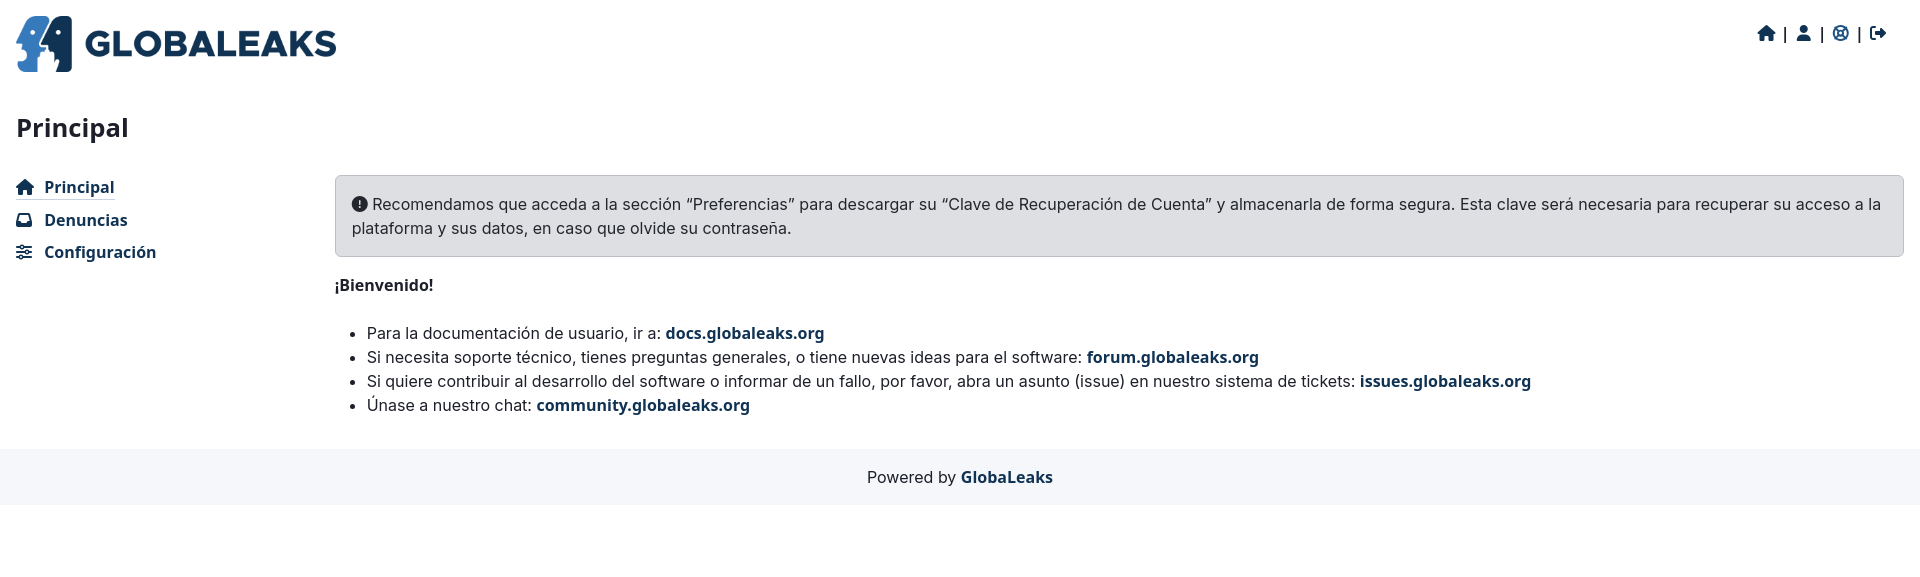 GLOBALEAKS
| | |
Principal
Principal
Denuncias
Configuración
Recomendamos que acceda a la sección “Preferencias” para descargar su “Clave de Recuperación de Cuenta” y almacenarla de forma segura. Esta clave será necesaria para recuperar su acceso a la
plataforma y sus datos, en caso que olvide su contraseña.
¡Bienvenido!
• Para la documentación de usuario, ir a: docs.globaleaks.org
• Si necesita soporte técnico, tienes preguntas generales, o tiene nuevas ideas para el software: forum.globaleaks.org
• Si quiere contribuir al desarrollo del software o informar de un fallo, por favor, abra un asunto (issue) en nuestro sistema de tickets: issues.globaleaks.org
• Únase a nuestro chat: community.globaleaks.org
Powered by GlobaLeaks